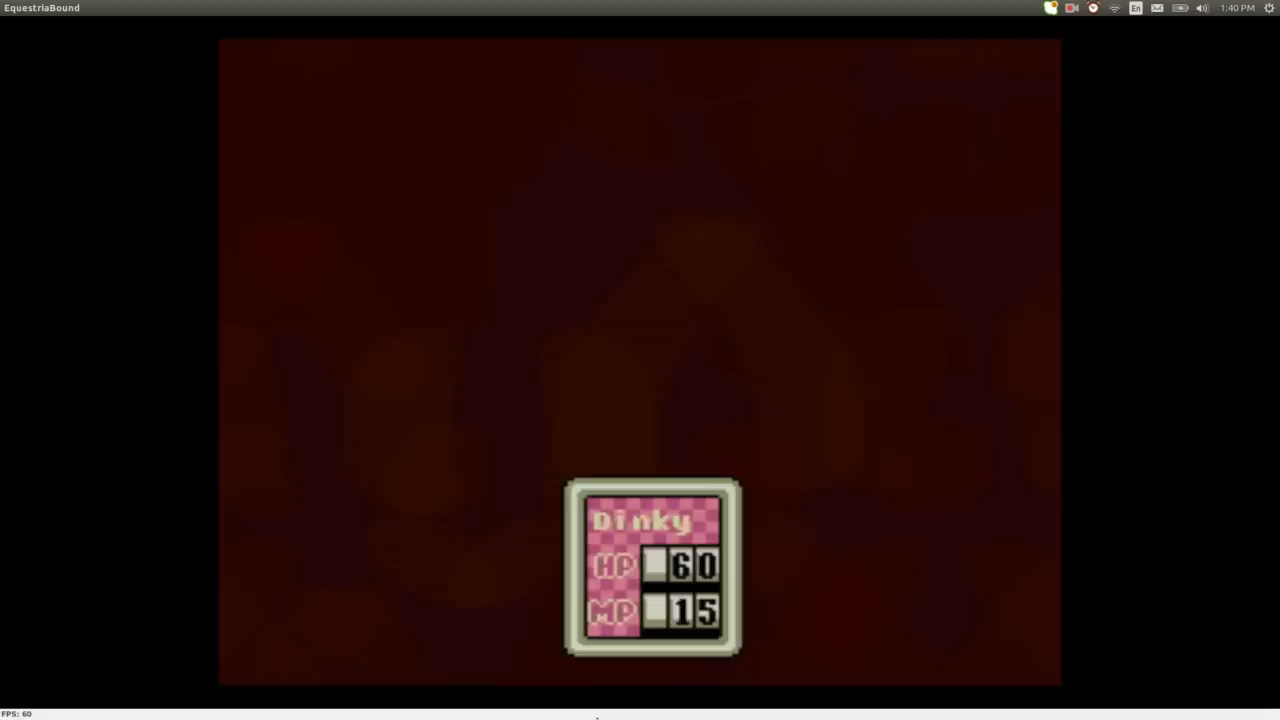 EquestriaBound
En
1:40 PM
Dinky
HP 60
MP 15
FPS: 60